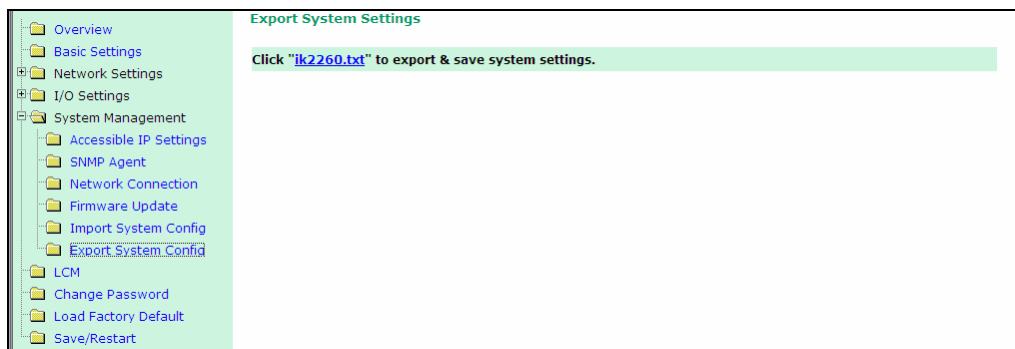 Overview
Basic Settings
Network Settings
I/O Settings
System Management
Accessible IP Settings
SNMP Agent
Network Connection
Firmware Update
Import System Config
Export System Config
LCM
Change Password
Load Factory Default
Save/Restart
Export System Settings
Click "ik2260.txt" to export & save system settings.